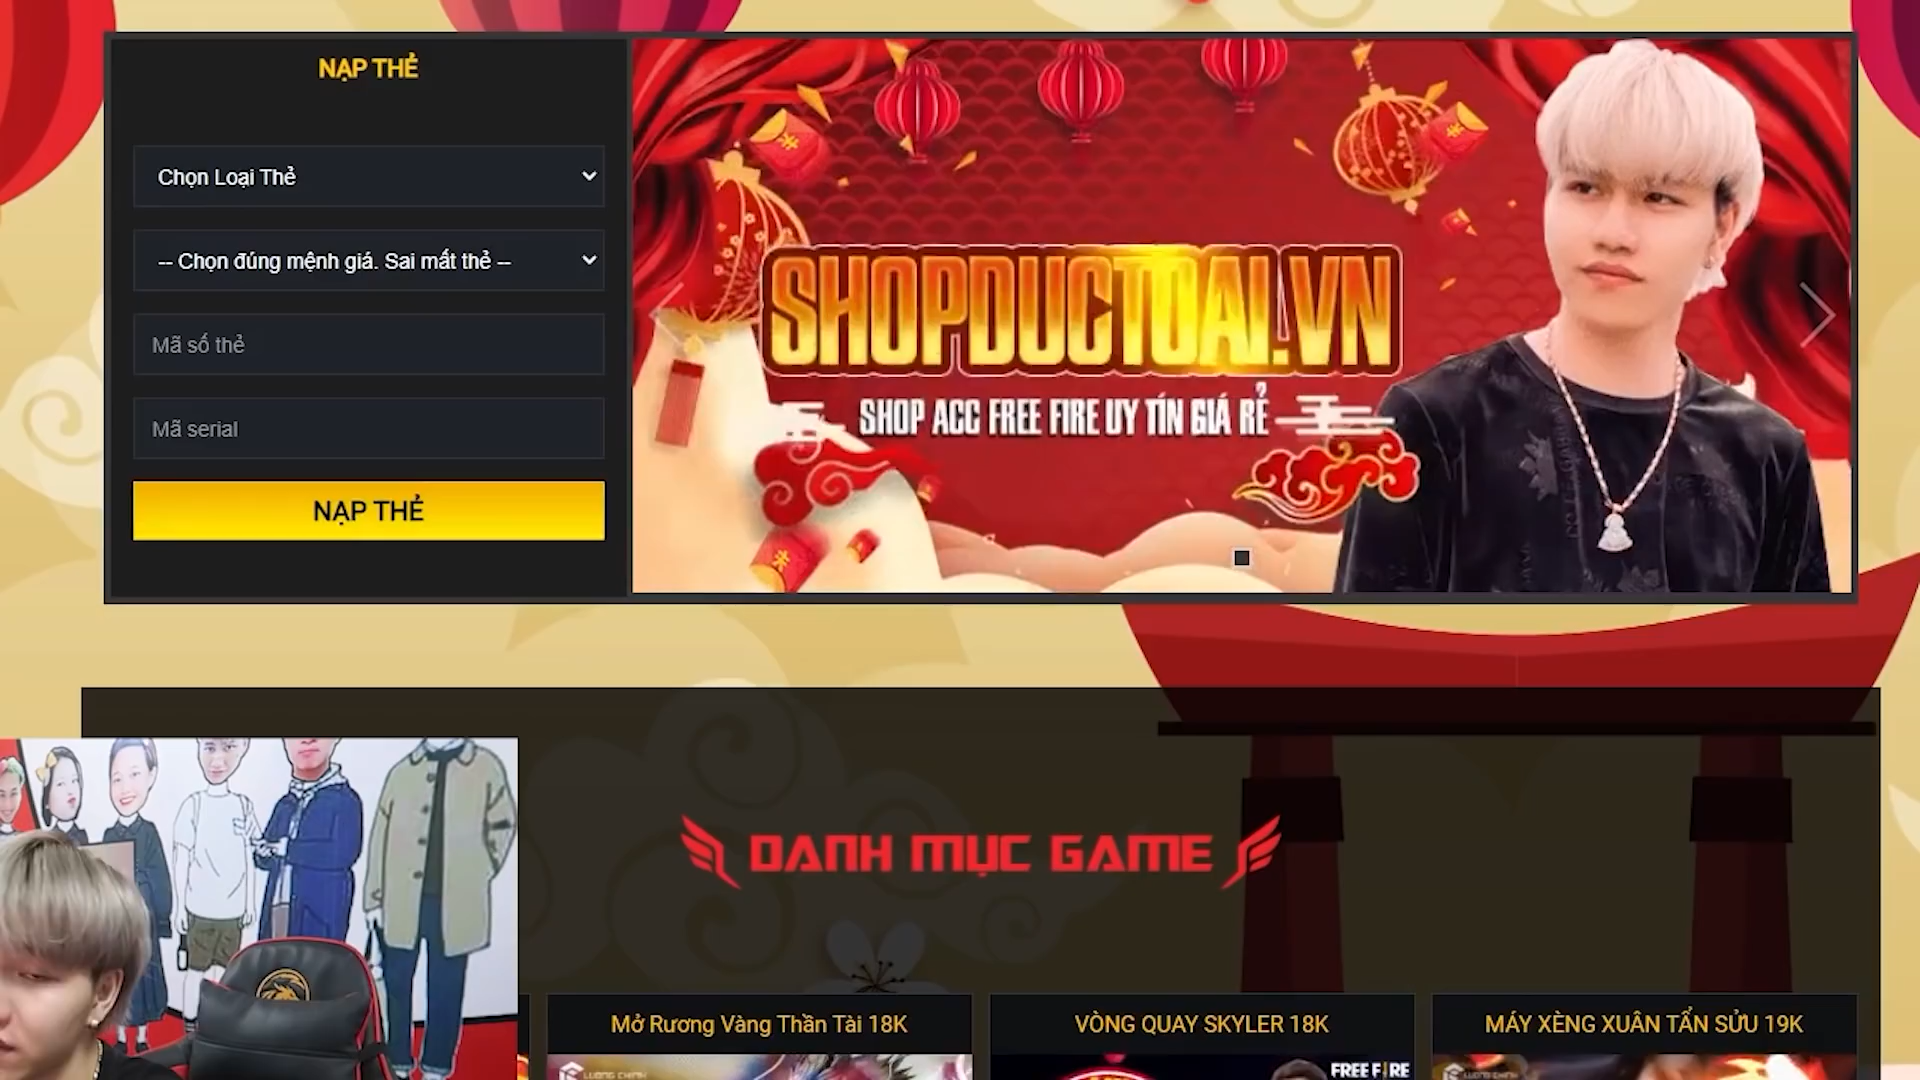 NẠP THẺ
Chọn Loại Thẻ
-- Chọn đúng mệnh giá. Sai mất thẻ --
Mã số thẻ
Mã serial
NẠP THẺ
SHOPDUCTOAI.VN
SHOP ACC FREE FIRE UY TÍN GIÁ RẺ
DANH MỤC GAME
Mở Rương Vàng Thần Tài 18K
VÒNG QUAY SKYLER 18K
MÁY XÈNG XUÂN TẨN SỬU 19K
FREE FIRE